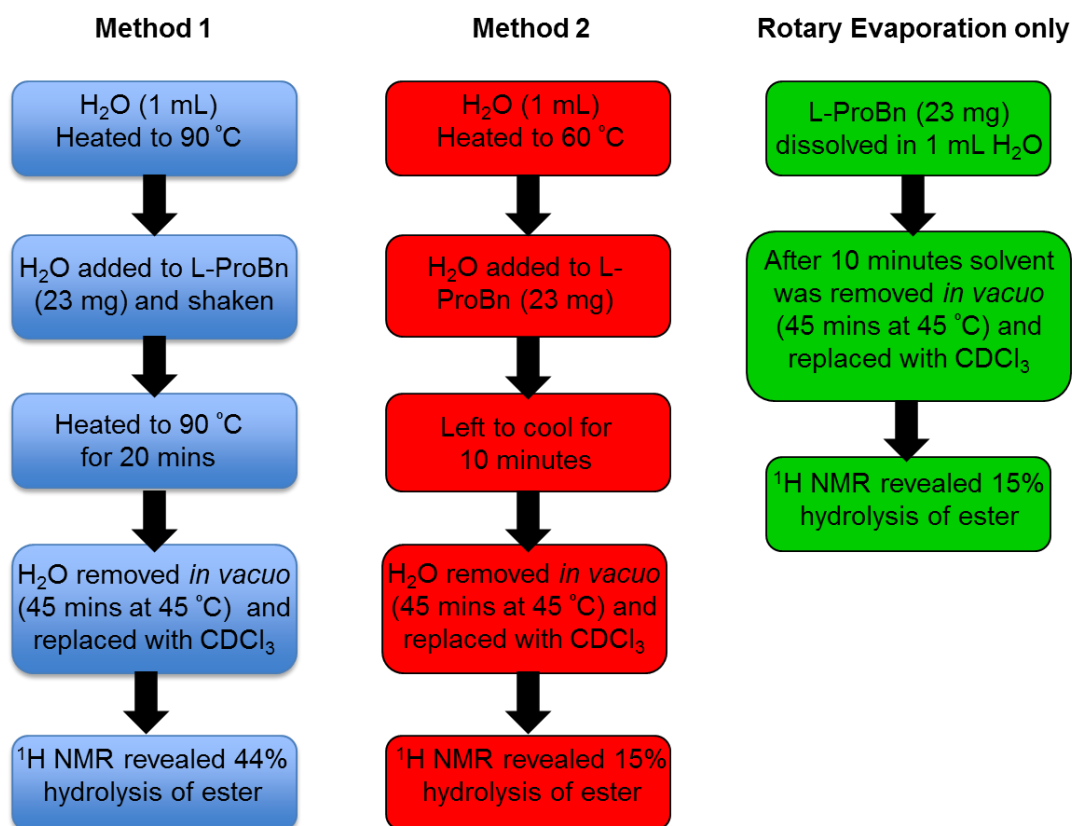 Method 1
H₂O (1 mL)
Heated to 90 °C
H₂O added to L-ProBn
(23 mg) and shaken
Heated to 90 °C
for 20 mins
H₂O removed in vacuo
(45 mins at 45 °C) and
replaced with CDCl₃
¹H NMR revealed 44%
hydrolysis of ester
Method 2
H₂O (1 mL)
Heated to 60 °C
H₂O added to L-
ProBn (23 mg)
Left to cool for
10 minutes
H₂O removed in vacuo
(45 mins at 45 °C) and
replaced with CDCl₃
¹H NMR revealed 15%
hydrolysis of ester
Rotary Evaporation only
L-ProBn (23 mg)
dissolved in 1 mL H₂O
After 10 minutes solvent
was removed in vacuo
(45 mins at 45 °C) and
replaced with CDCl₃
¹H NMR revealed 15%
hydrolysis of ester